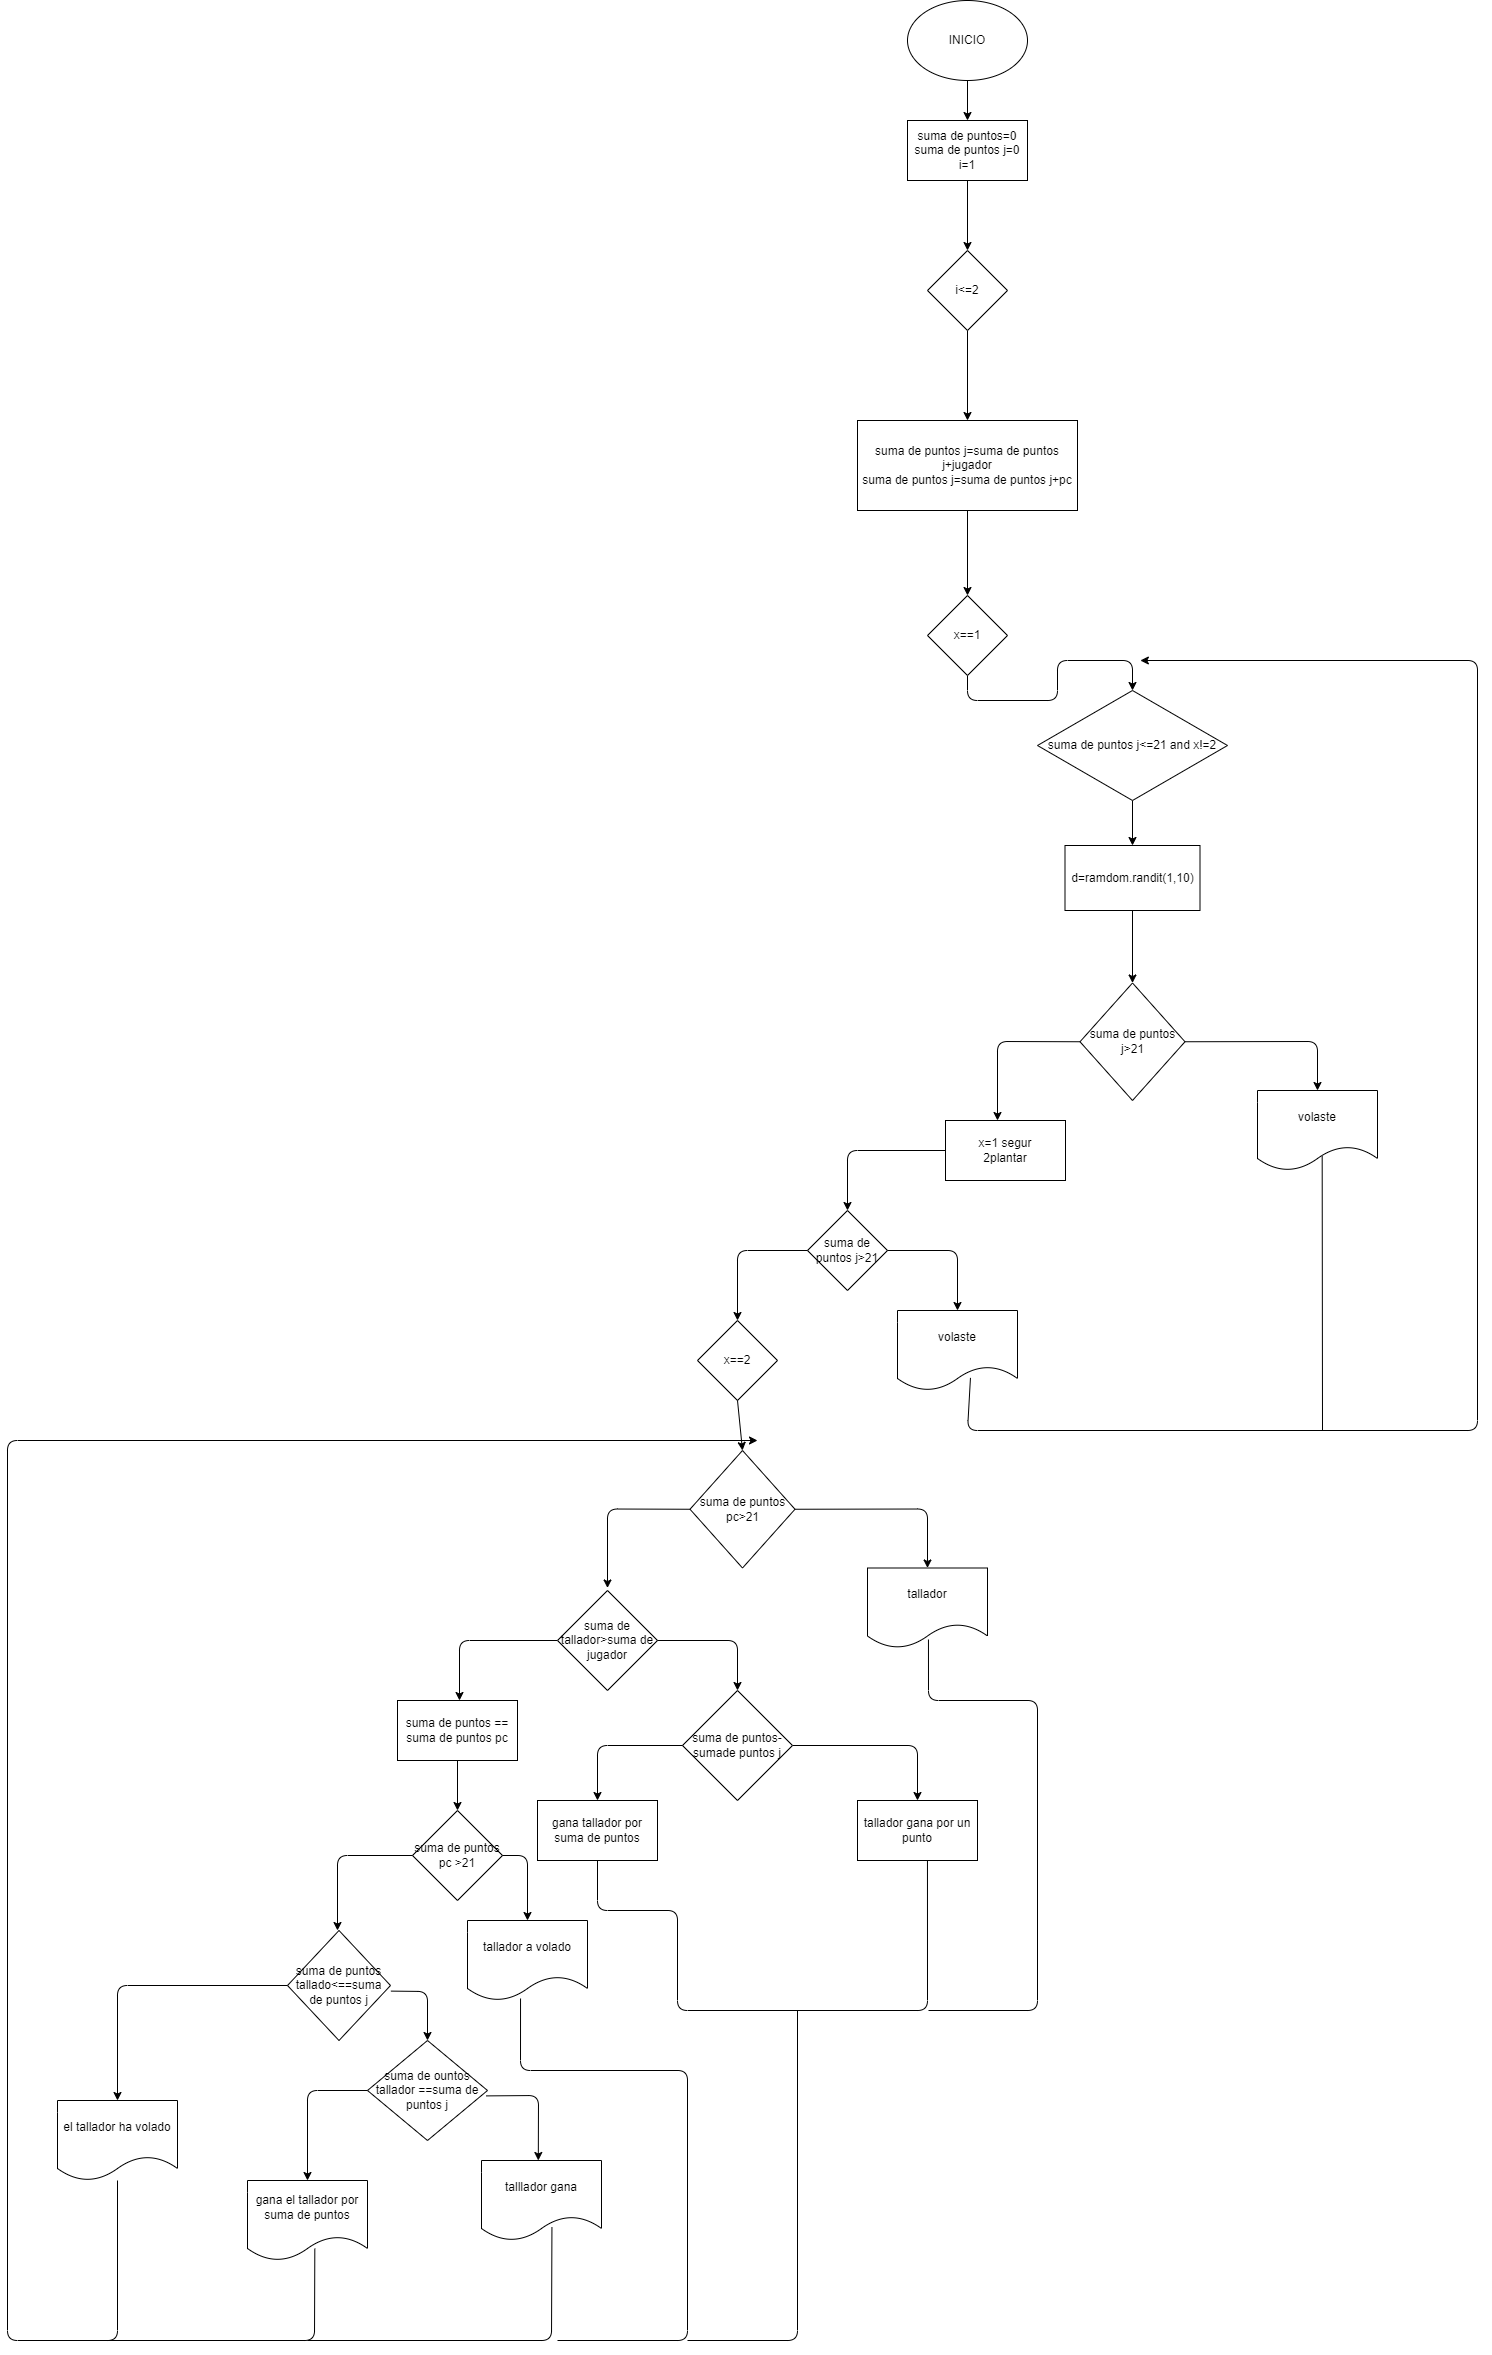 INICIO
suma de puntos=0
suma de puntos j=0
i=1
i<=2
suma de puntos j=suma de puntos
j+jugador
suma de puntos j=suma de puntos j+pc
x==1
suma de puntos j<=21 and x!=2
d=ramdom.randit(1,10)
suma de puntos
j>21
volaste
x=1 segur
2plantar
suma de
puntos j>21
volaste
x==2
suma de puntos
pc>21
tallador
suma de
tallador>suma de
jugador
suma de puntos ==
suma de puntos pc
suma de puntos-
sumade puntos j
gana tallador por
suma de puntos
tallador gana por un
punto
suma de puntos
pc >21
tallador a volado
suma de puntos
tallado<==suma
de puntos j
suma de ountos
tallador ==suma de
puntos j
el tallador ha volado
gana el tallador por
suma de puntos
talllador gana